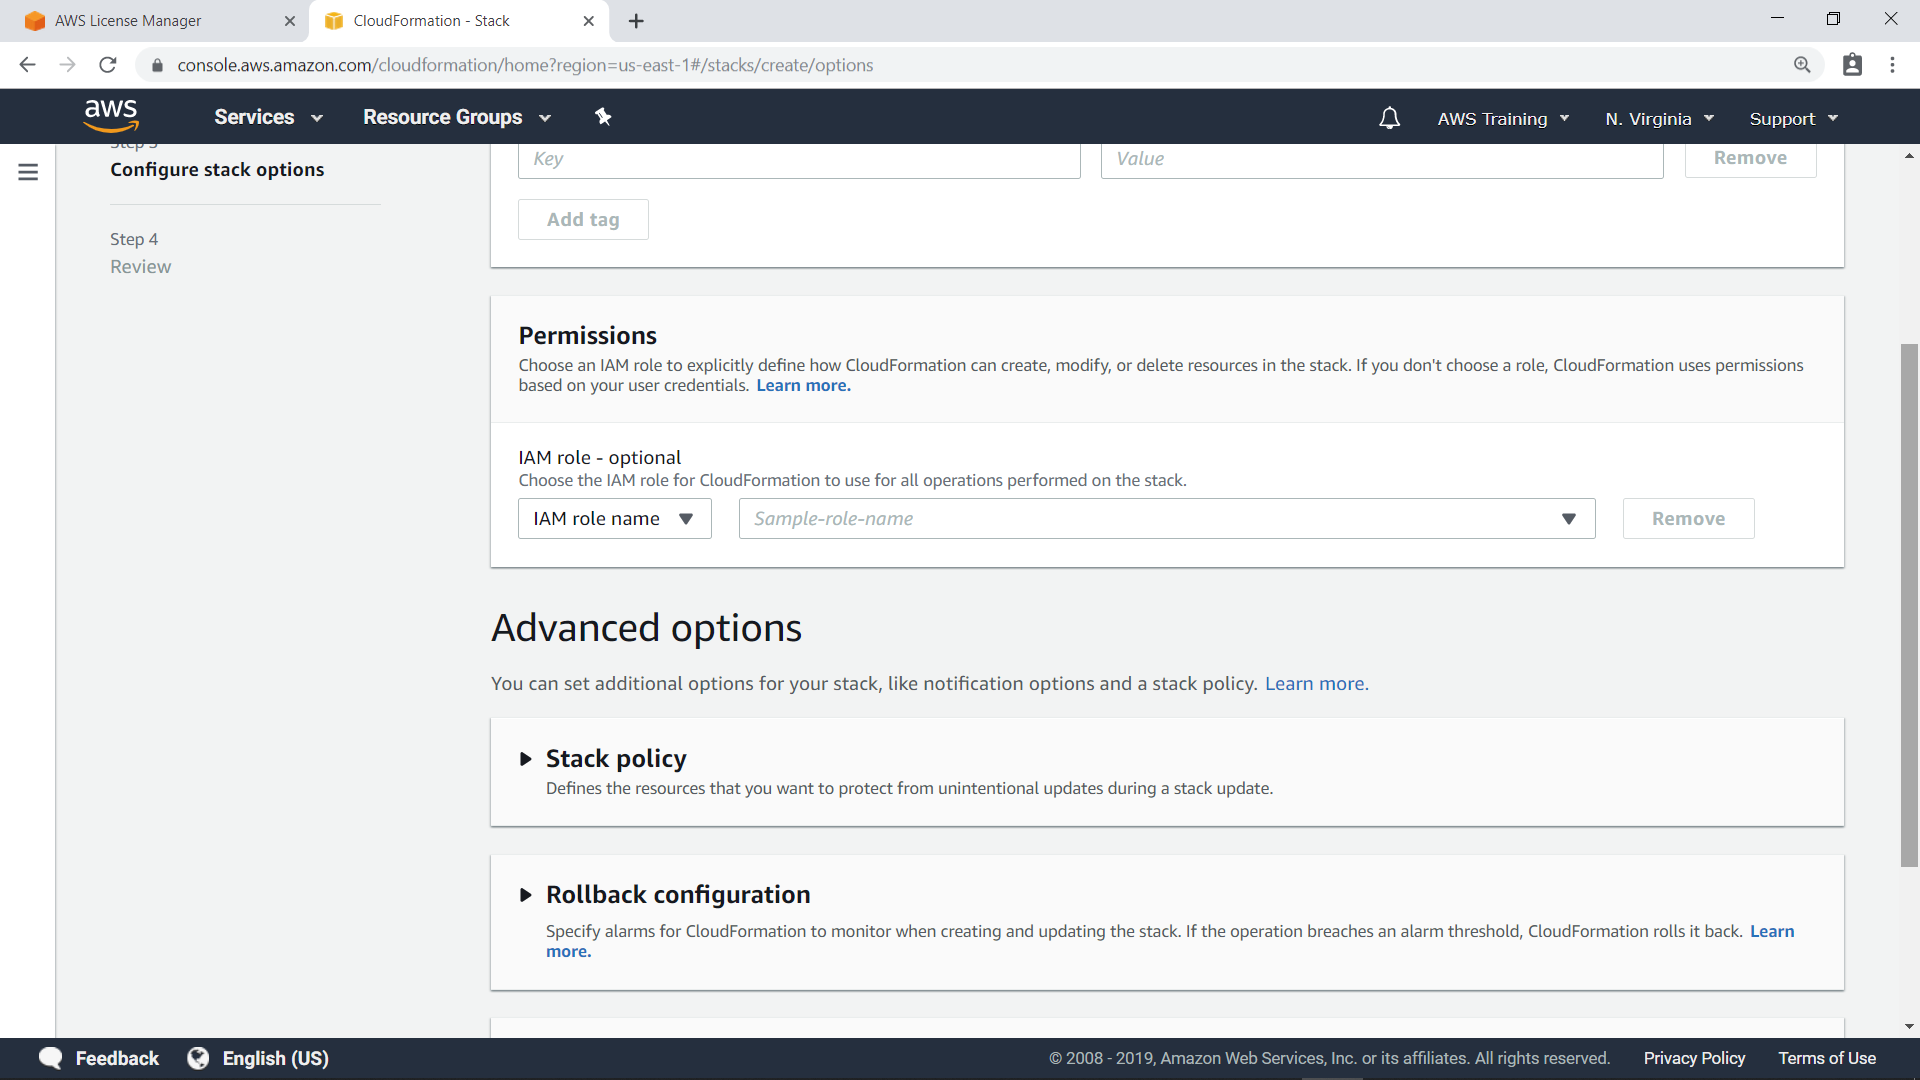 AWS License Manager
CloudFormation - Stack
console.aws.amazon.com/cloudformation/home?region=us-east-1#/stacks/create/options
aws
Services
Resource Groups
AWS Training
N. Virginia
Support
Step 3
Configure stack options
Step 4
Review
Key
Value
Remove
Add tag
Permissions
Choose an IAM role to explicitly define how CloudFormation can create, modify, or delete resources in the stack. If you don't choose a role, CloudFormation uses permissions
based on your user credentials. Learn more.
IAM role - optional
Choose the IAM role for CloudFormation to use for all operations performed on the stack.
IAM role name
Sample-role-name
Remove
Advanced options
You can set additional options for your stack, like notification options and a stack policy. Learn more.
Stack policy
Defines the resources that you want to protect from unintentional updates during a stack update.
Rollback configuration
Specify alarms for CloudFormation to monitor when creating and updating the stack. If the operation breaches an alarm threshold, CloudFormation rolls it back. Learn
more.
Feedback
English (US)
© 2008 - 2019, Amazon Web Services, Inc. or its affiliates. All rights reserved.
Privacy Policy
Terms of Use